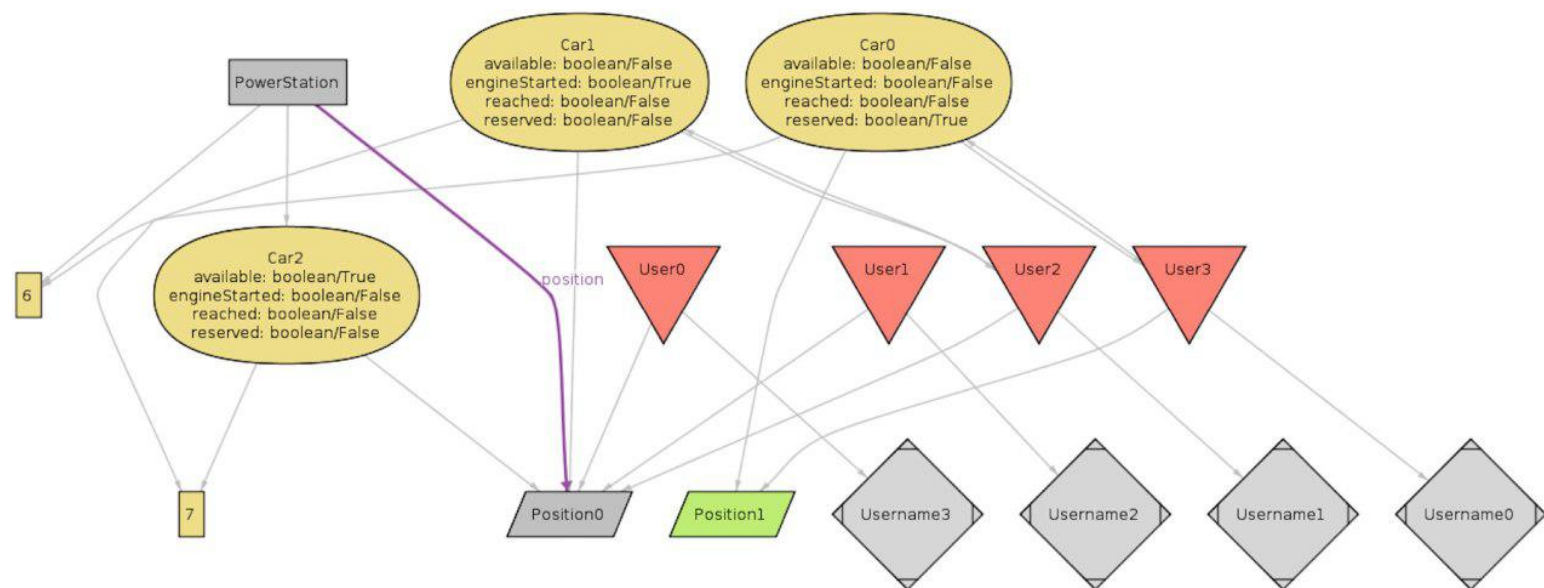 Car1
available: boolean/False
engineStarted: boolean/True
reached: boolean/False
reserved: boolean/False
Car0
available: boolean/False
engineStarted: boolean/False
reached: boolean/False
reserved: boolean/True
PowerStation
Car2
available: boolean/True
engineStarted: boolean/False
reached: boolean/False
reserved: boolean/False
position
User0
User1
User2
User3
6
7
Position0
Position1
Username3
Username2
Username1
Username0